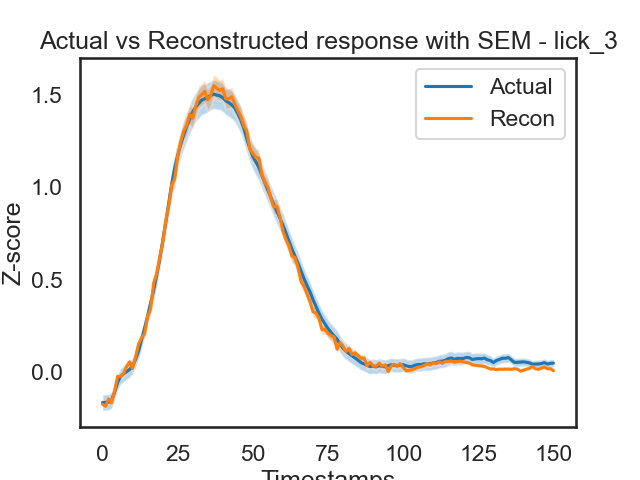 Actual vs Reconstructed response with SEM - lick_3
Actual
Recon
1.5
1.0
0.5
0.0
Z-score
0 25 50 75 100 125 150
Timestamps